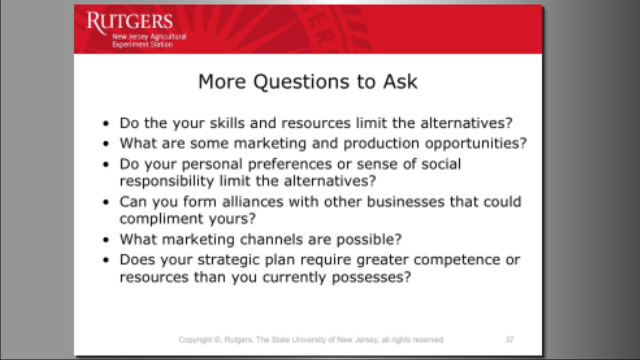 RUTGERS
New Jersey Agricultural
Experiment Station
More Questions to Ask
• Do the your skills and resources limit the alternatives?
• What are some marketing and production opportunities?
• Do your personal preferences or sense of social
responsibility limit the alternatives?
• Can you form alliances with other businesses that could
compliment yours?
• What marketing channels are possible?
• Does your strategic plan require greater competence or
resources than you currently possesses?
Copyright ©, Rutgers, The State University of New Jersey, all rights reserved
37